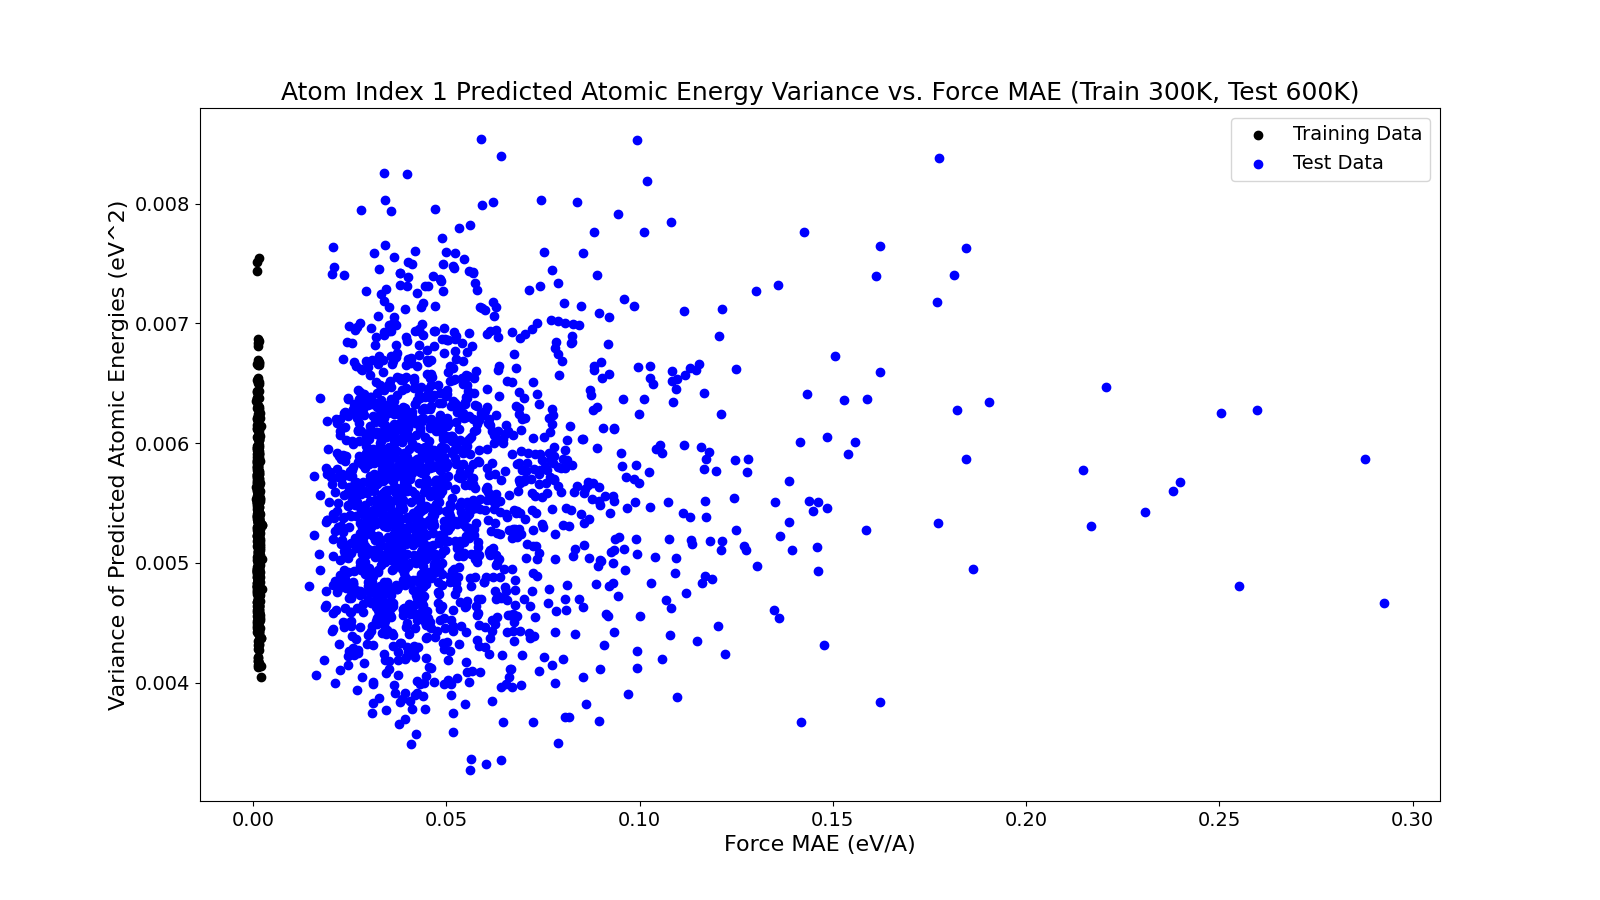 Atom Index 1 Predicted Atomic Energy Variance vs. Force MAE (Train 300K, Test 600K)
Training Data
Test Data
Variance of Predicted Atomic Energies (eV^2)
0.008
0.007
0.006
0.005
0.004
0.00 0.05 0.10 0.15 0.20 0.25 0.30
Force MAE (eV/A)